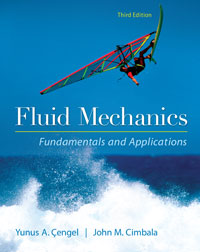 Third Edition
Fluid Mechanics
Fundamentals and Applications
Yunus A. Çengel | John M. Cimbala